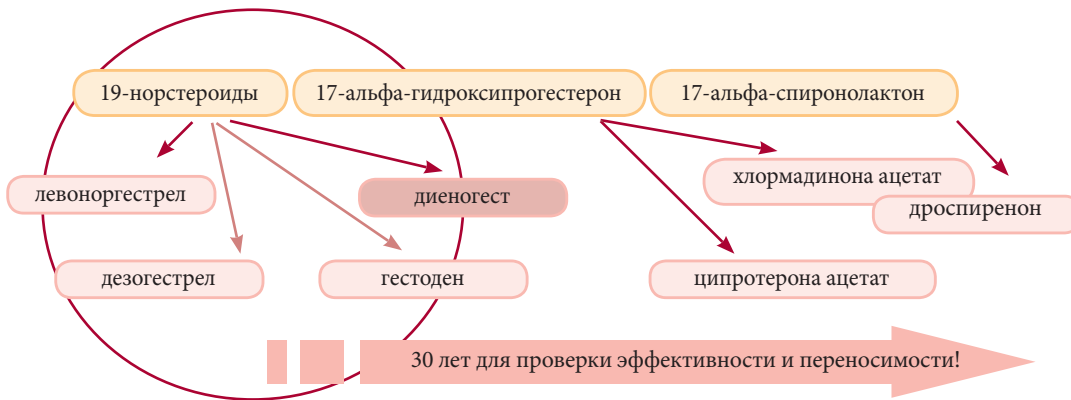 19-норстероиды
17-альфа-гидроксипрогестерон
17-альфа-спиронолактон
левоноргестрел
диеногест
хлормадинона ацетат
дроспиренон
дезогестрел
гестоден
ципротерона ацетат
30 лет для проверки эффективности и переносимости!